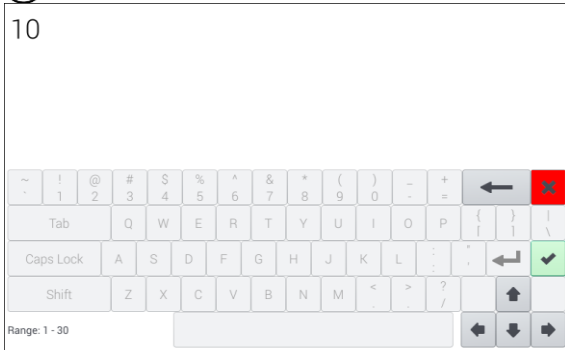 10
~ ! @ # $ % ^ & * ( ) _ +
` 1 2 3 4 5 6 7 8 9 0 - =
Tab Q W E R T Y U I O P { } |
[ ] \
Caps Lock A S D F G H J K L : "
; '
Shift Z X C V B N M < > ?
, . /
Range: 1 - 30